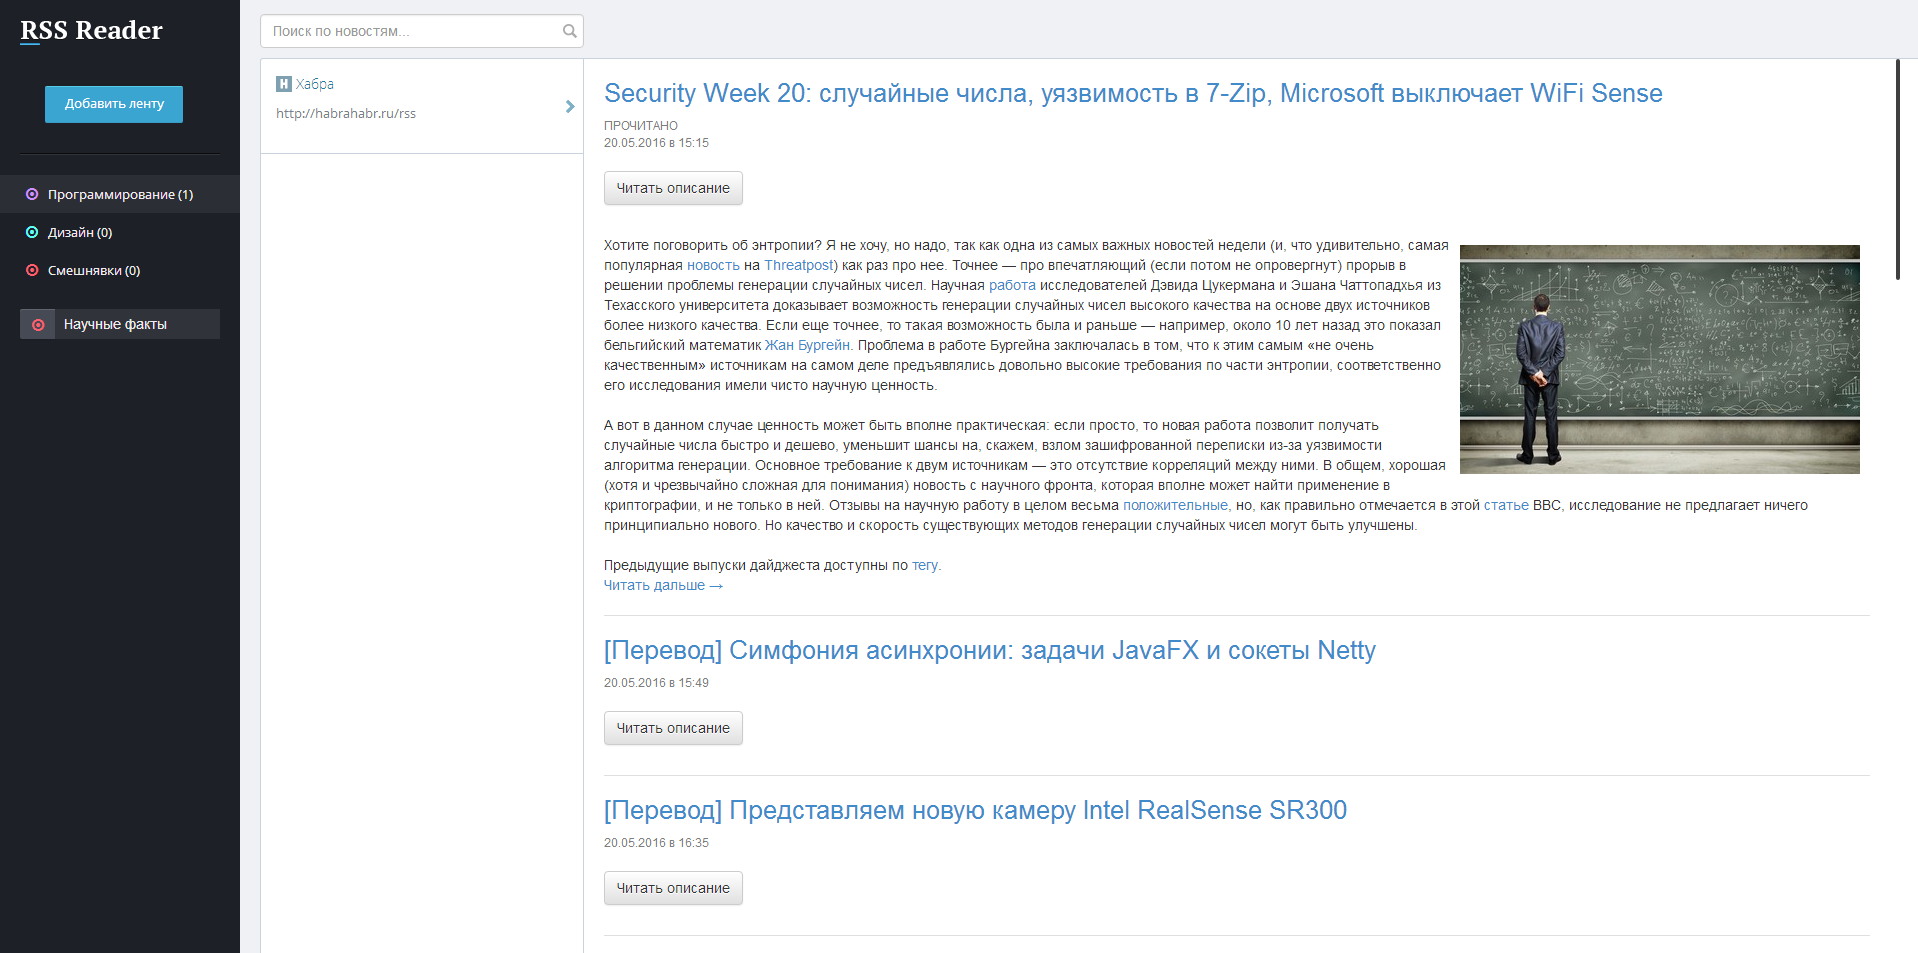 RSS Reader
Добавить ленту
Программирование (1)
Дизайн (0)
Смешнявки (0)
Научные факты
Поиск по новостям...
H Хабра
http://habrahabr.ru/rss
Security Week 20: случайные числа, уязвимость в 7-Zip, Microsoft выключает WiFi Sense
ПРОЧИТАНО
20.05.2016 в 15:15
Читать описание
Хотите поговорить об энтропии? Я не хочу, но надо, так как одна из самых важных новостей недели (и, что удивительно, самая
популярная новость на Threatpost) как раз про нее. Точнее — про впечатляющий (если потом не опровергнут) прорыв в
решении проблемы генерации случайных чисел. Научная работа исследователей Дэвида Цукермана и Эшана Чаттопадхья из
Техасского университета доказывает возможность генерации случайных чисел высокого качества на основе двух источников
более низкого качества. Если еще точнее, то такая возможность была и раньше — например, около 10 лет назад это показал
бельгийский математик Жан Бургейн. Проблема в работе Бургейна заключалась в том, что к этим самым «не очень
качественным» источникам на самом деле предъявлялись довольно высокие требования по части энтропии, соответственно
его исследования имели чисто научную ценность.
А вот в данном случае ценность может быть вполне практическая: если просто, то новая работа позволит получать
случайные числа быстро и дешево, уменьшит шансы на, скажем, взлом зашифрованной переписки из-за уязвимости
алгоритма генерации. Основное требование к двум источникам — это отсутствие корреляций между ними. В общем, хорошая
(хотя и чрезвычайно сложная для понимания) новость с научного фронта, которая вполне может найти применение в
криптографии, и не только в ней. Отзывы на научную работу в целом весьма положительные, но, как правильно отмечается в этой статье BBC, исследование не предлагает ничего
принципиально нового. Но качество и скорость существующих методов генерации случайных чисел могут быть улучшены.
Предыдущие выпуски дайджеста доступны по тегу.
Читать дальше →
[Перевод] Симфония асинхронии: задачи JavaFX и сокеты Netty
20.05.2016 в 15:49
Читать описание
[Перевод] Представляем новую камеру Intel RealSense SR300
20.05.2016 в 16:35
Читать описание